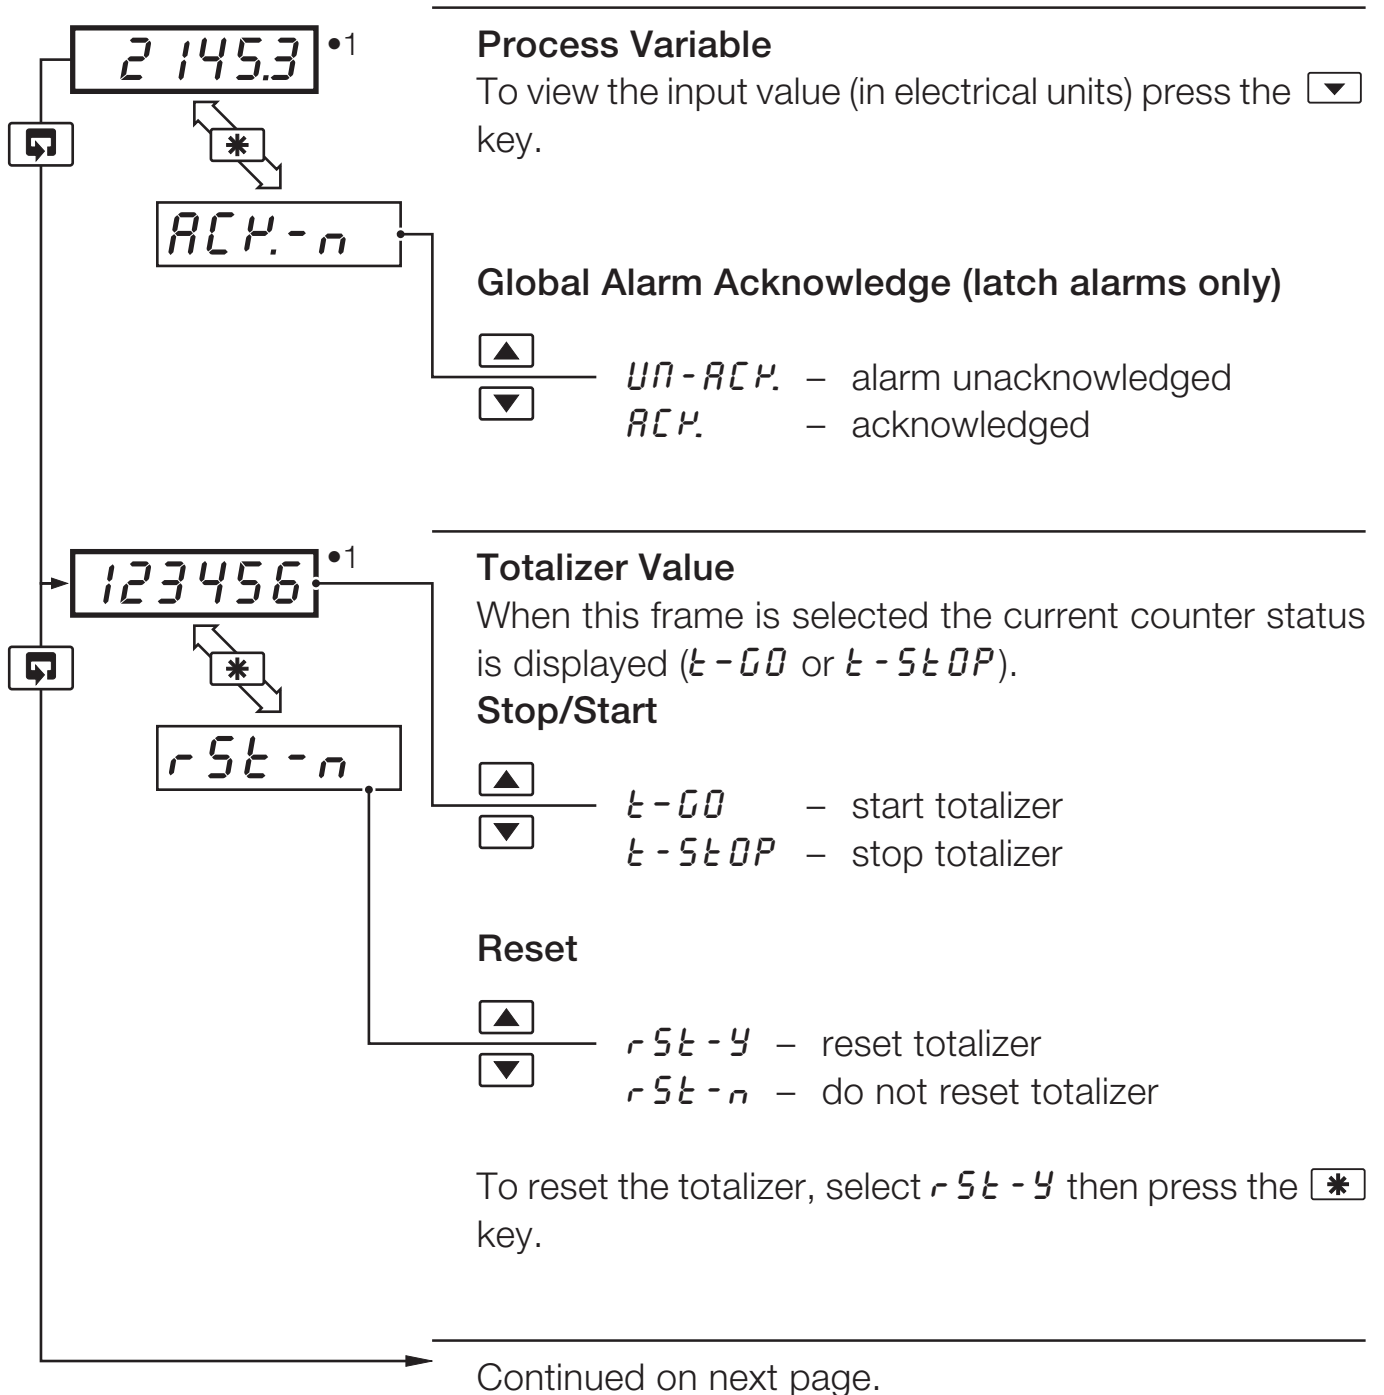 2145.3 •1
Process Variable
To view the input value (in electrical units) press the ▼
key.
ACK.-n
Global Alarm Acknowledge (latch alarms only)
UN-ACK. – alarm unacknowledged
ACK. – acknowledged
123456 •1
Totalizer Value
When this frame is selected the current counter status
is displayed (t-GO or t-StOP).
Stop/Start
rSt-n
t-GO – start totalizer
t-StOP – stop totalizer
Reset
rSt-Y – reset totalizer
rSt-n – do not reset totalizer
To reset the totalizer, select rSt-Y then press the ✱
key.
Continued on next page.